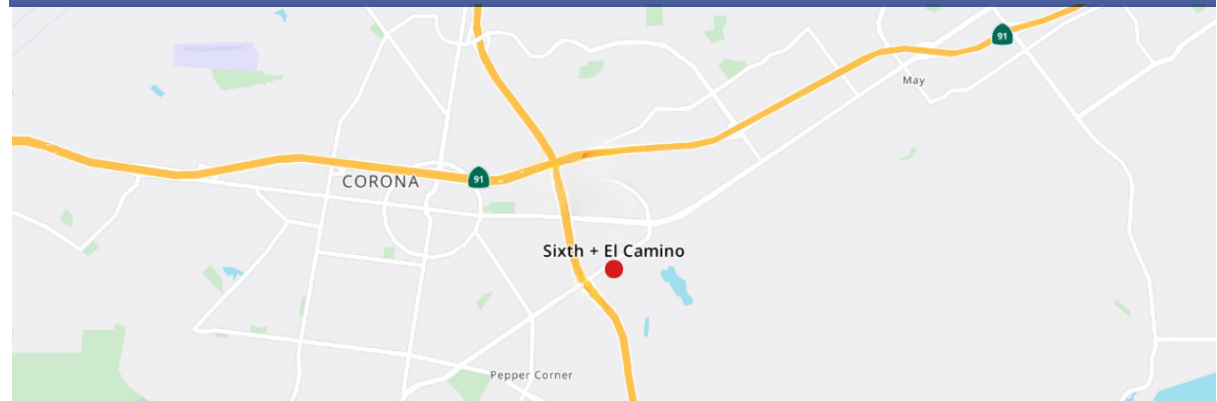 91
May
CORONA
91
Sixth + El Camino
Pepper Corner